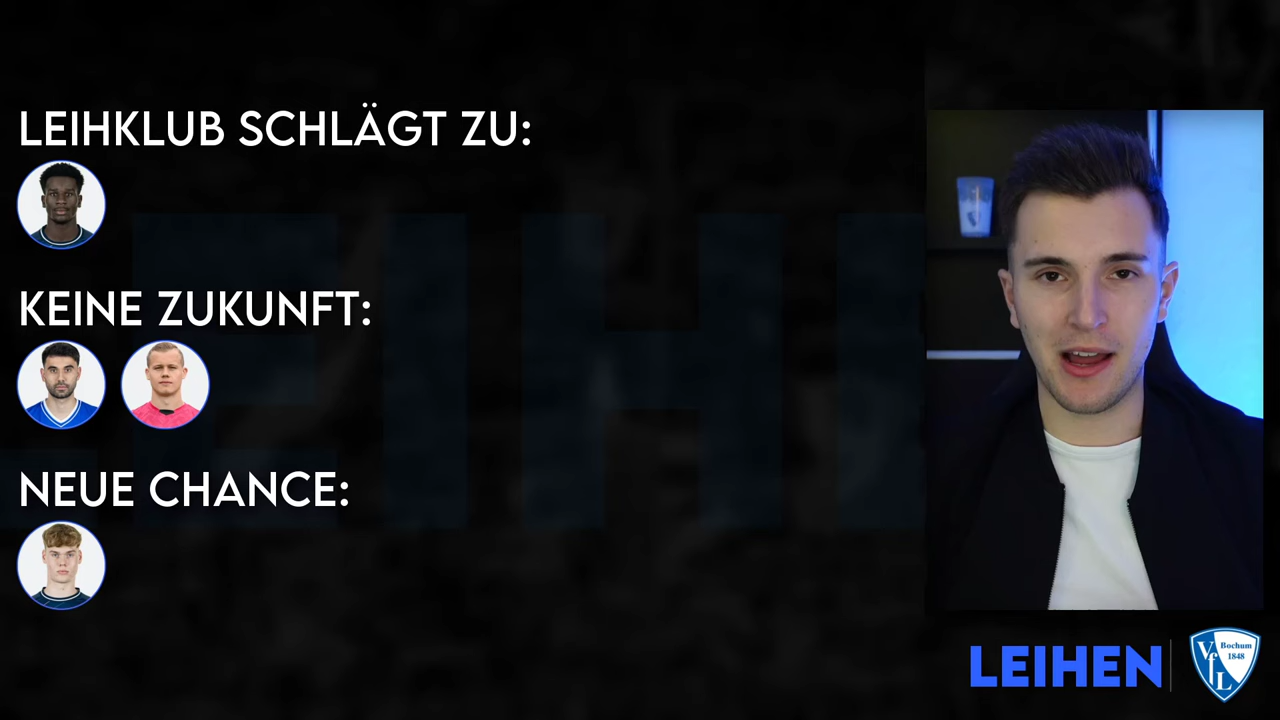 LEIHKLUB SCHLÄGT ZU:
KEINE ZUKUNFT:
NEUE CHANCE:
LEIHEN
VfL
Bochum
1848